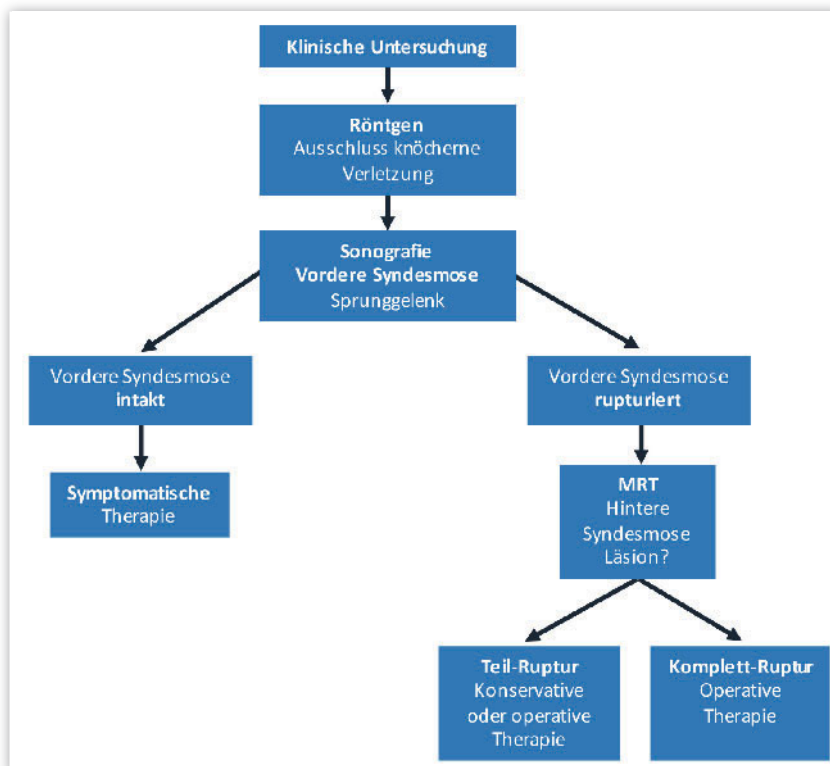 Klinische Untersuchung
Röntgen
Ausschluss knöcherne
Verletzung
Sonografie
Vordere Syndesmose
Sprunggelenk
Vordere Syndesmose
intakt
Vordere Syndesmose
rupturiert
Symptomatische
Therapie
MRT
Hintere
Syndesmose
Läsion?
Teil-Ruptur
Konservative
oder operative
Therapie
Komplett-Ruptur
Operative
Therapie